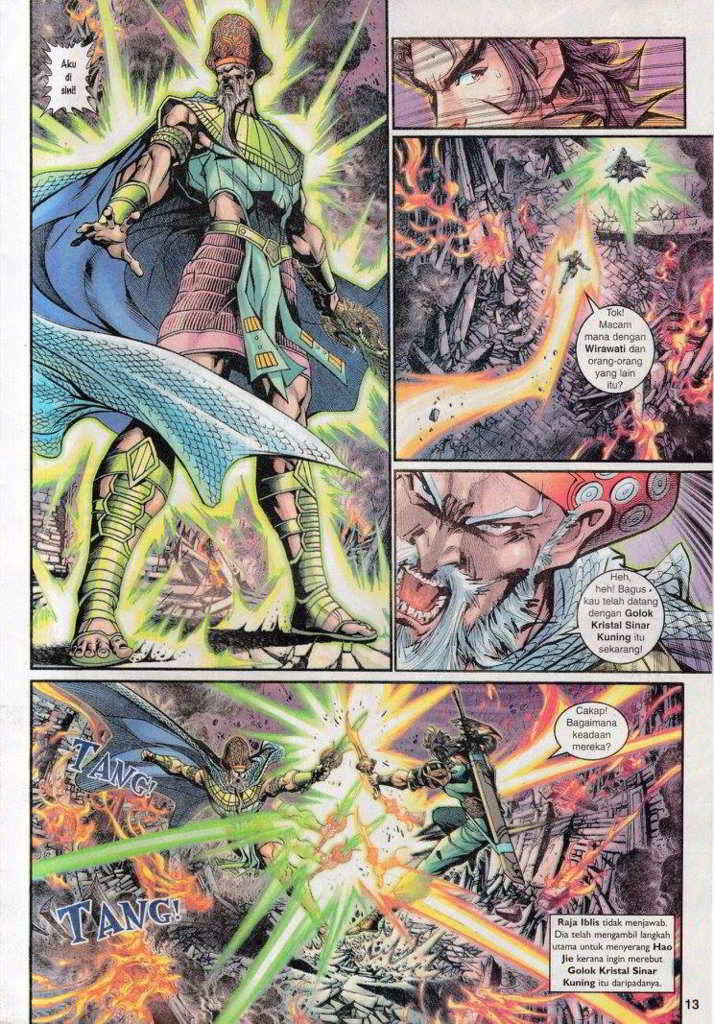 Aku
di
sini!
Tok!
Macam
mana dengan
Wirawati dan
orang-orang
yang lain
itu?
Heh,
heh! Bagus
kau telah datang
dengan Golok
Kristal Sinar
Kuning itu
sekarang!
TANG!
TANG!
Cakap!
Bagaimana
keadaan
mereka?
Raja Iblis tidak menjawab.
Dia telah mengambil langkah
utama untuk menyerang Hao
Jie kerana ingin merebut
Golok Kristal Sinar
Kuning itu daripadanya.
13